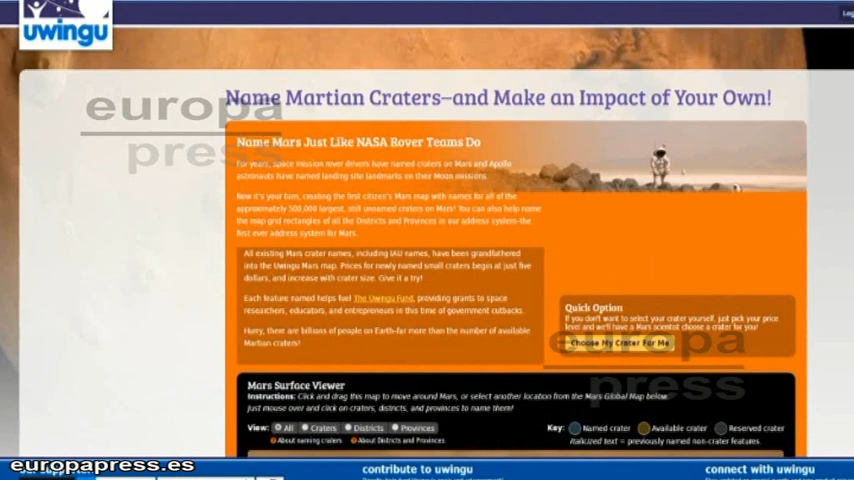 uwingu
Name Martian Craters–and Make an Impact of Your Own!
europa
press
Name Mars Just Like NASA Rover Teams Do
For years, space mission rover drivers have named craters on Mars and Apollo
astronauts have named landing site landmarks on their Moon missions.
Now it's your turn, creating the first citizen's Mars map with names for all of the
approximately 500,000 largest, still unnamed craters on Mars! You can also help name
the map grid rectangles of all the Districts and Provinces in our address system–the
first ever address system for Mars.
All existing Mars crater names, including IAU names, have been grandfathered
into the Uwingu Mars map. Prices for newly named small craters begin at just five
dollars, and increase with crater size. Give it a try!
Each feature named helps fuel The Uwingu Fund, providing grants to space
researchers, educators, and entrepreneurs in this time of government cutbacks.
Hurry, there are billions of people on Earth–far more than the number of available
Martian craters!
Quick Option
If you don't want to select your crater yourself, just pick your price
level and we'll have a Mars scientist choose a crater for you!
Choose My Crater For Me
europa
press
Mars Surface Viewer
Instructions: Click and drag this map to move around Mars, or select another location from the Mars Global Map below.
Just mouse over and click on craters, districts, and provinces to name them!
View: All Craters Districts Provinces
Key: Named crater Available crater Reserved crater
About naming craters About Districts and Provinces
Italicized text = previously named non-crater features.
europapress.es
contribute to uwingu
connect with uwingu